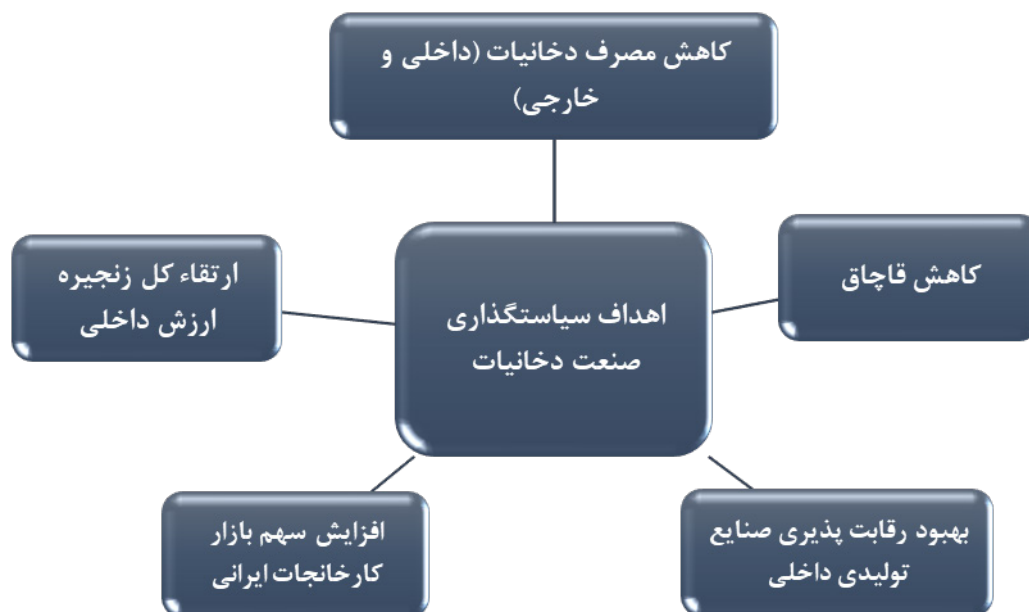 کاهش مصرف دخانیات (داخلی و
خارجی)
کاهش قاچاق
ارتقاء کل زنجیره
ارزش داخلی
اهداف سیاستگذاری
صنعت دخانیات
بهبود رقابت پذیری صنایع
تولیدی داخلی
افزایش سهم بازار
کارخانجات ایرانی